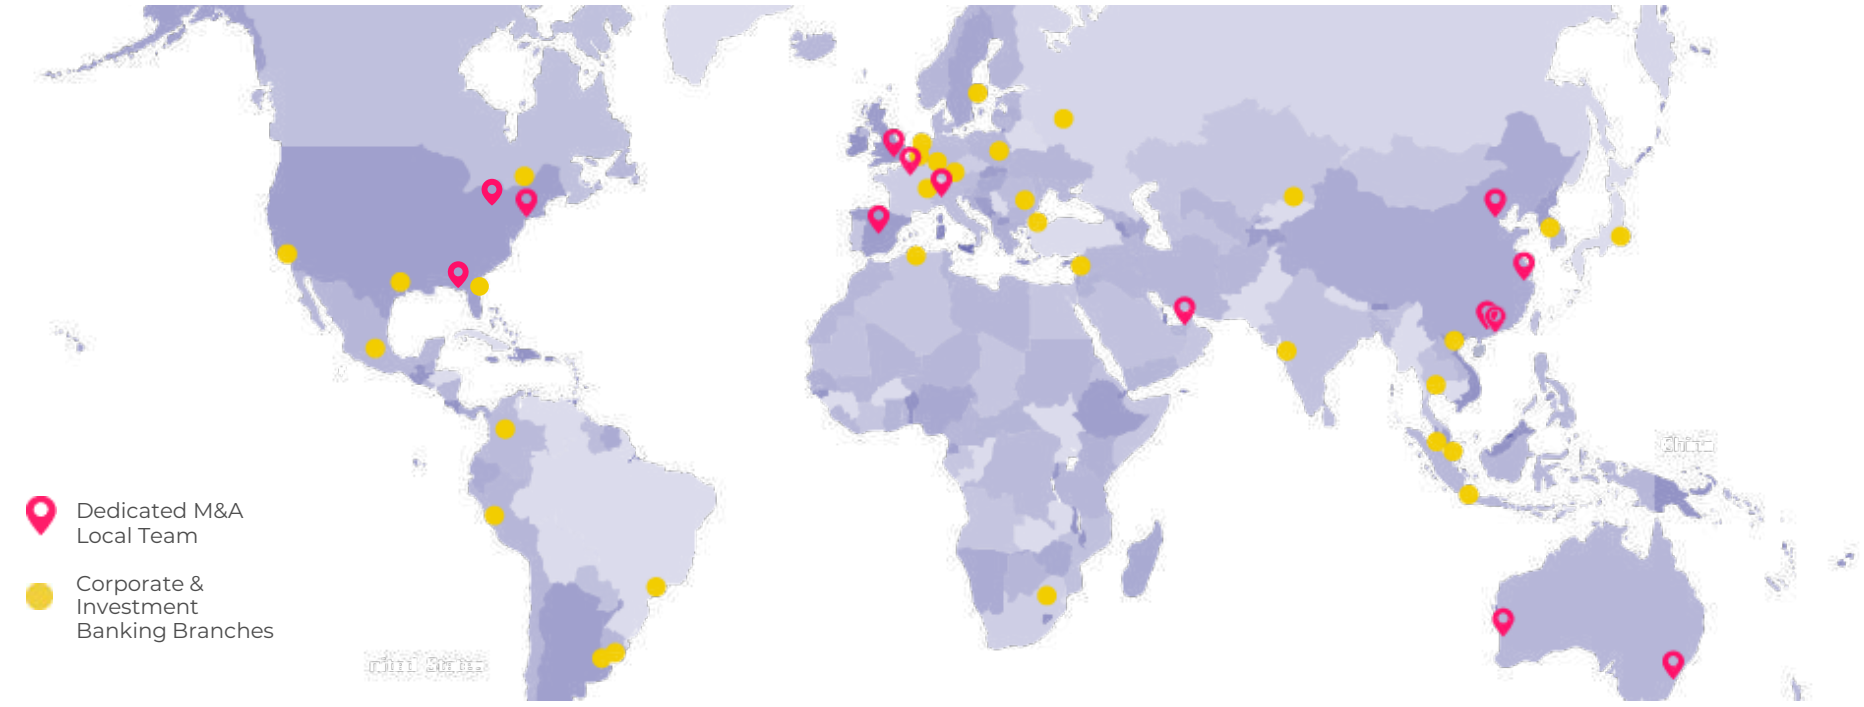 Dedicated M&A
Local Team
Corporate &
Investment
Banking Branches